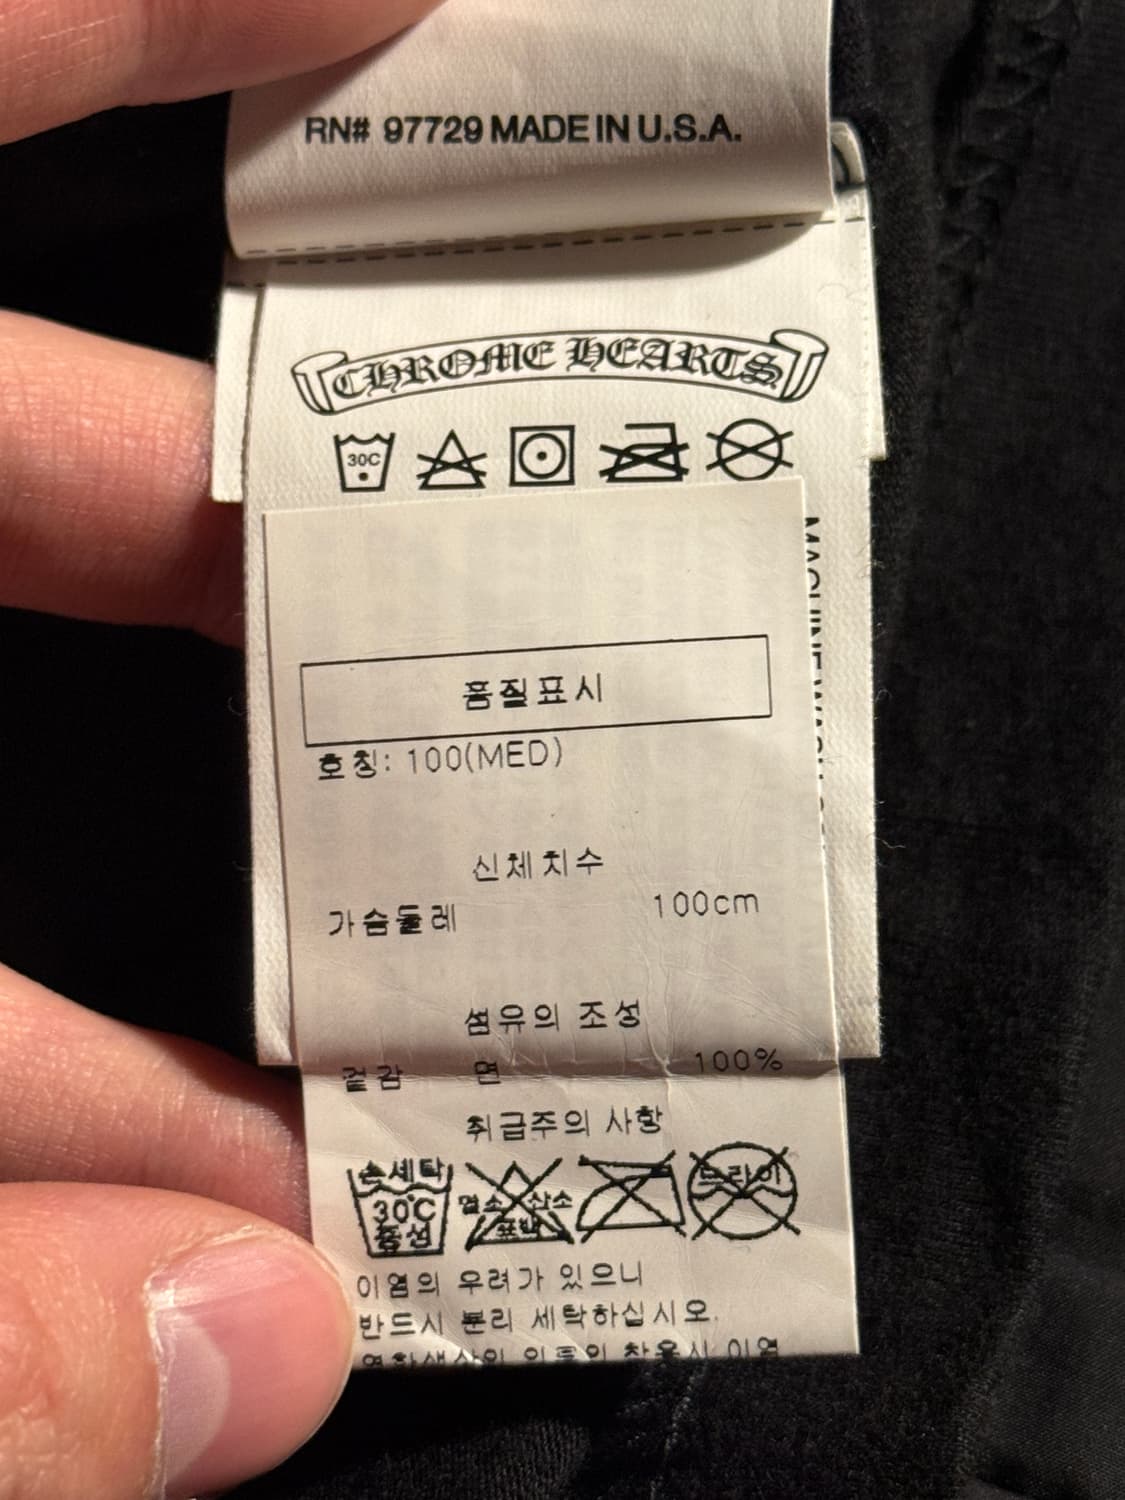 RN# 97729 MADE IN U.S.A.
CHROME HEARTS
30C
품질표시
호칭: 100(MED)
신체치수
가슴둘레 100cm
섬유의 조성
겉감 면 100%
취급주의 사항
손세탁 30℃ 중성
염소 산소 표백
드라이
이염의 우려가 있으니
반드시 분리 세탁하십시오.